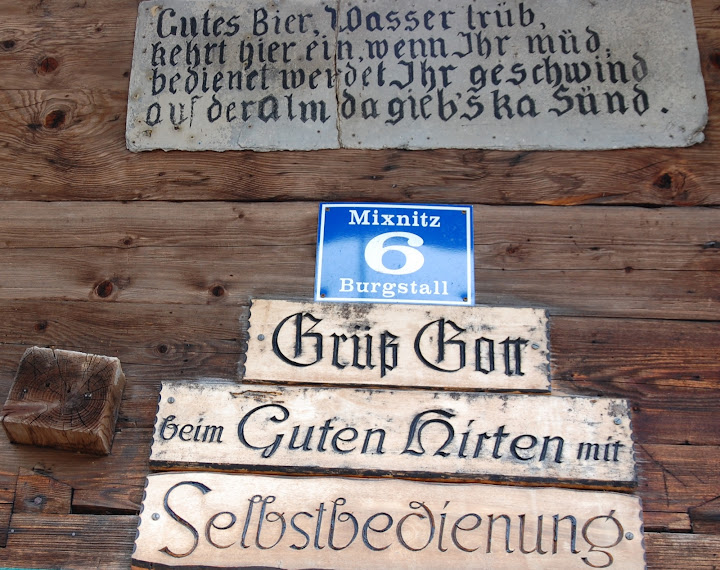 Gutes Bier, Wasser trüb,
kehrt hier ein, wenn Ihr müd,
bedienet werdet Ihr geschwind
auf der Alm da gieb's ka Sünd.
Mixnitz
6
Burgstall
Grüß Gott
beim Guten Hirten mit
Selbstbedienung